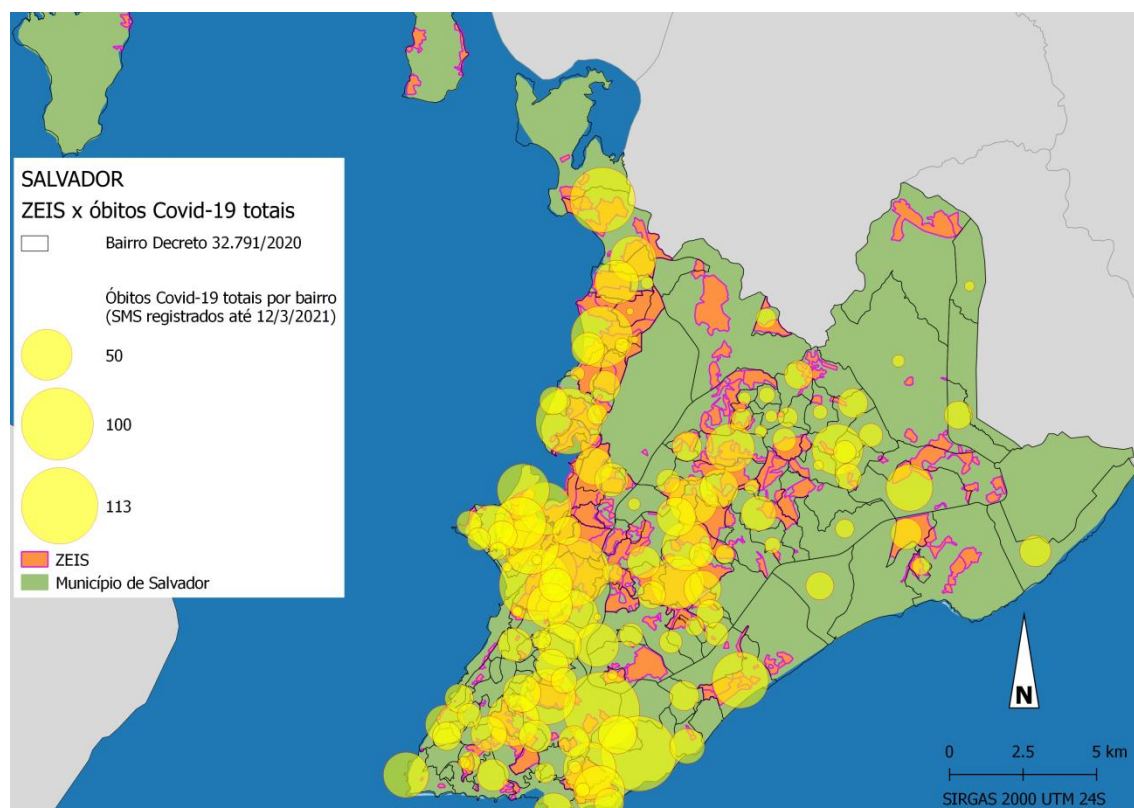 SALVADOR
ZEIS x óbitos Covid-19 totais
Bairro Decreto 32.791/2020
Óbitos Covid-19 totais por bairro
(SMS registrados até 12/3/2021)
50
100
113
ZEIS
Município de Salvador
N
0 2.5 5 km
SIRGAS 2000 UTM 24S